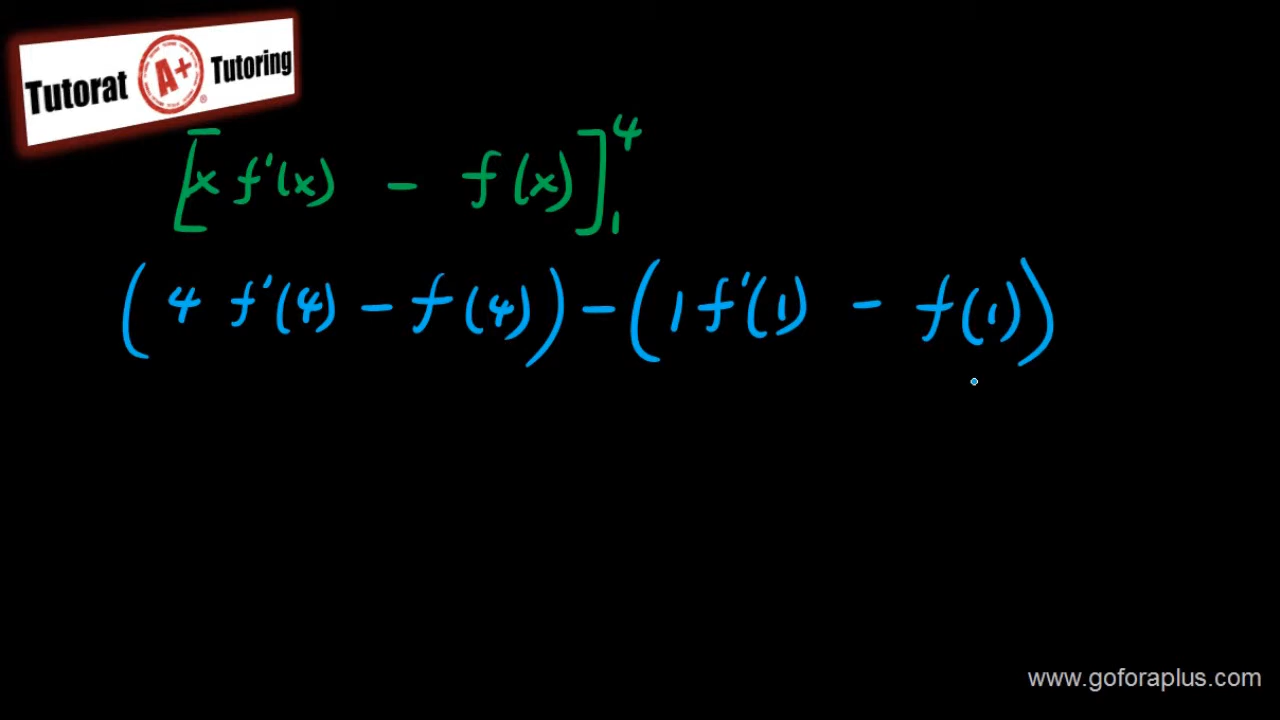 Tutorat A+ Tutoring ®
[x f'(x) - f(x)]₁⁴
(4 f'(4) - f(4)) - (1 f'(1) - f(1))
www.goforaplus.com